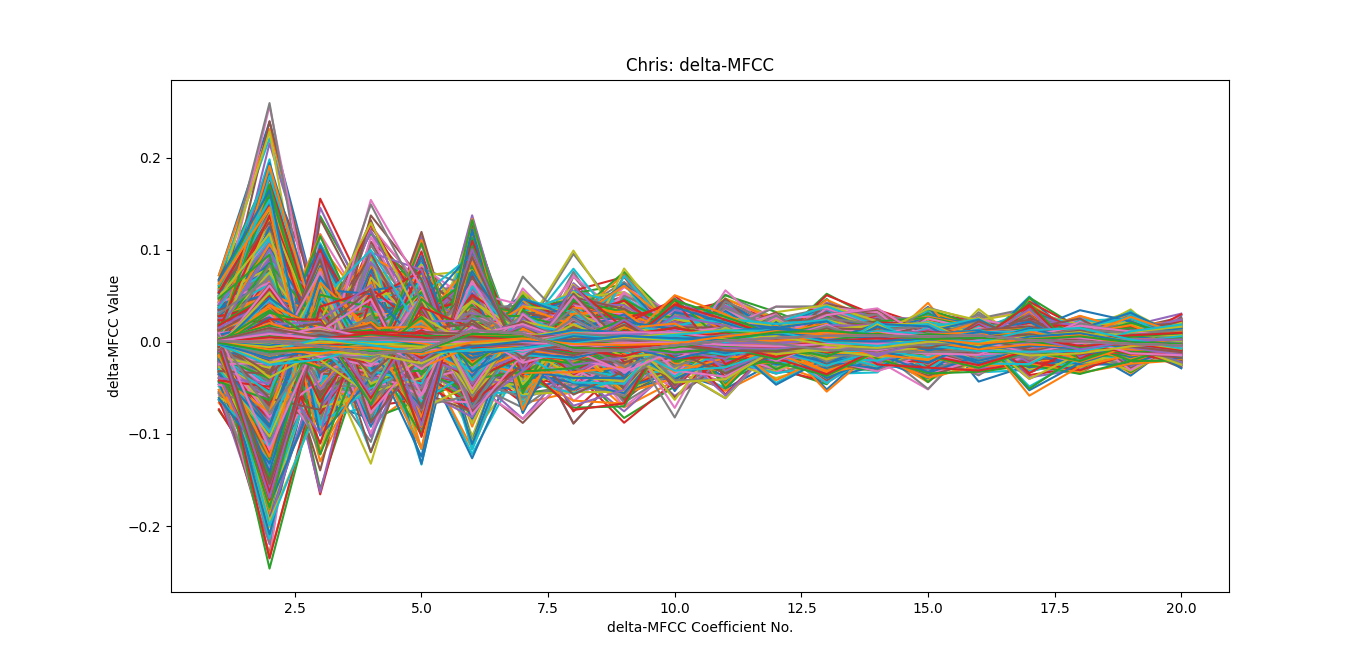 Chris: delta-MFCC
delta-MFCC Value
0.2
0.1
0.0
−0.1
−0.2
2.5 5.0 7.5 10.0 12.5 15.0 17.5 20.0
delta-MFCC Coefficient No.